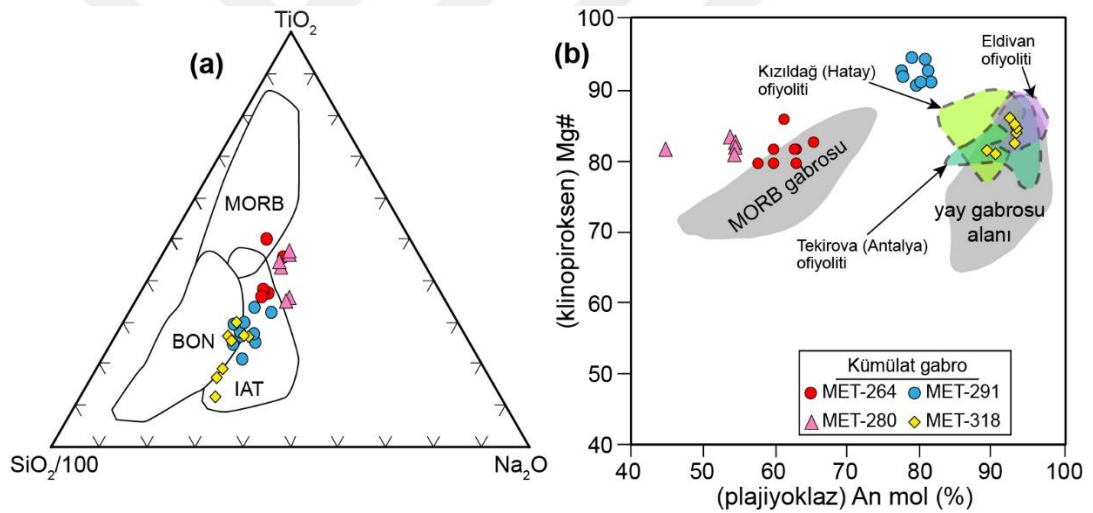 (a)
TiO₂
MORB
BON
IAT
SiO₂/100
Na₂O
(b)
(klinopiroksen) Mg#
100
90
80
70
60
50
40
40
50
60
70
80
90
100
(plajiyoklaz) An mol (%)
Kızıldağ (Hatay)
ofiyoliti
Eldivan
ofiyoliti
MORB gabrosu
yay gabrosu
alanı
Tekirova (Antalya)
ofiyoliti
Kümülat gabro
MET-264
MET-291
MET-280
MET-318